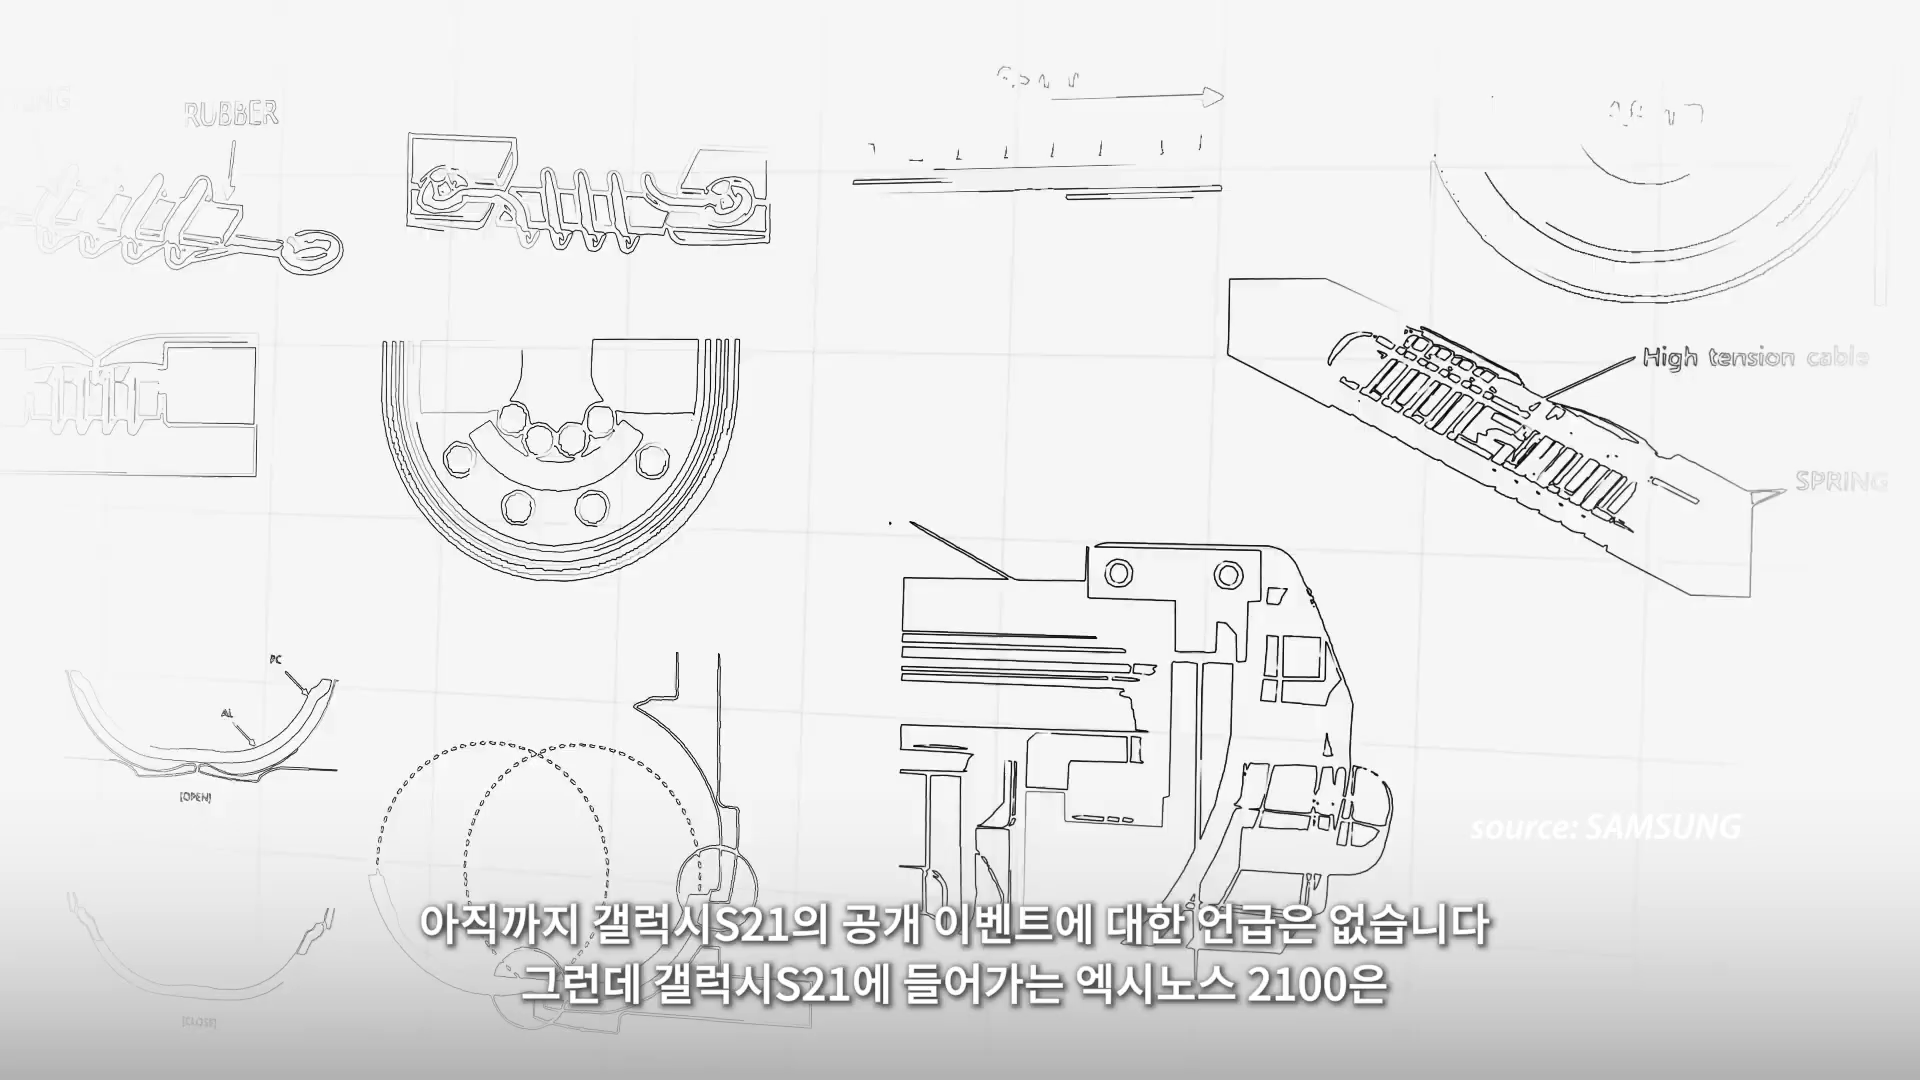 RUBBER
High tension cable
SPRING
PC
AL
[OPEN]
source: SAMSUNG
아직까지 갤럭시S21의 공개 이벤트에 대한 언급은 없습니다
그런데 갤럭시S21에 들어가는 엑시노스 2100은
[CLOSE]